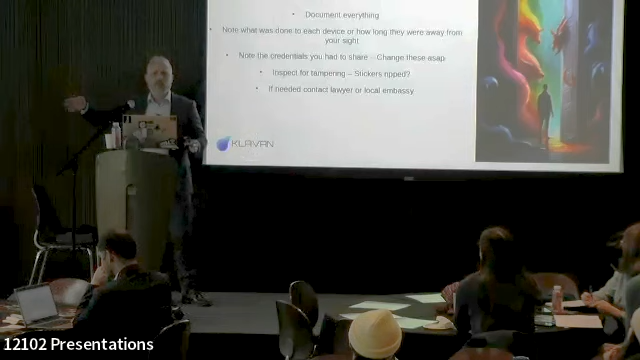 Document everything
Note what was done to each device or how long they were away from
your sight
Note the credentials you had to share – Change these asap
Inspect for tampering – Stickers ripped?
If needed contact lawyer or local embassy
KLAVAN
12102 Presentations